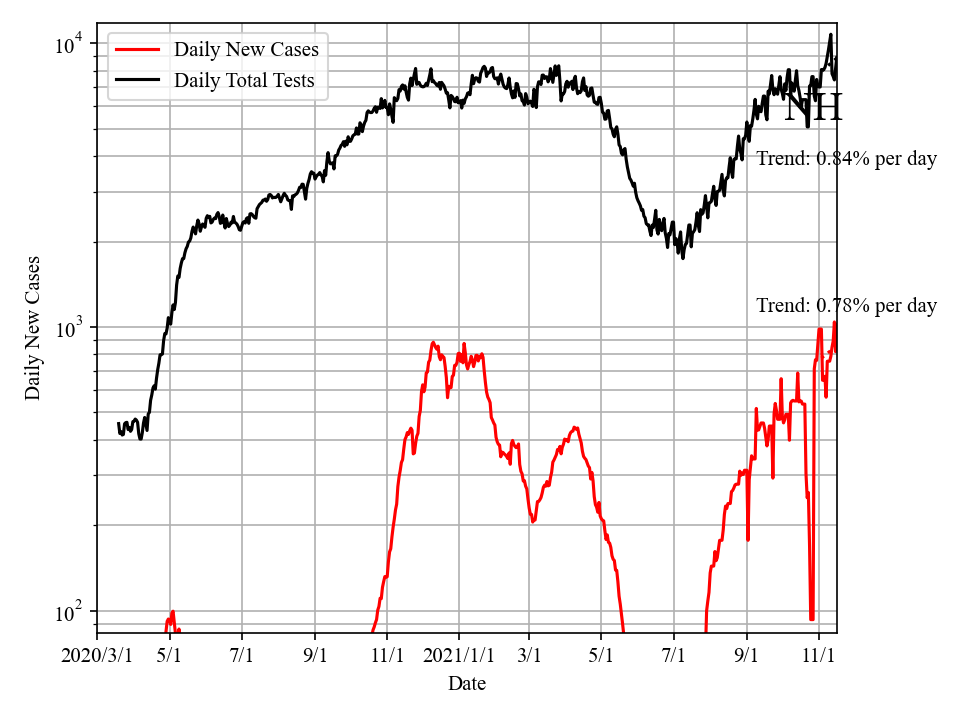 10^4
Daily New Cases
Daily Total Tests
NH
Trend: 0.84% per day
Daily New Cases
Trend: 0.78% per day
10^3
10^2
2020/3/1 5/1 7/1 9/1 11/1 2021/1/1 3/1 5/1 7/1 9/1 11/1
Date